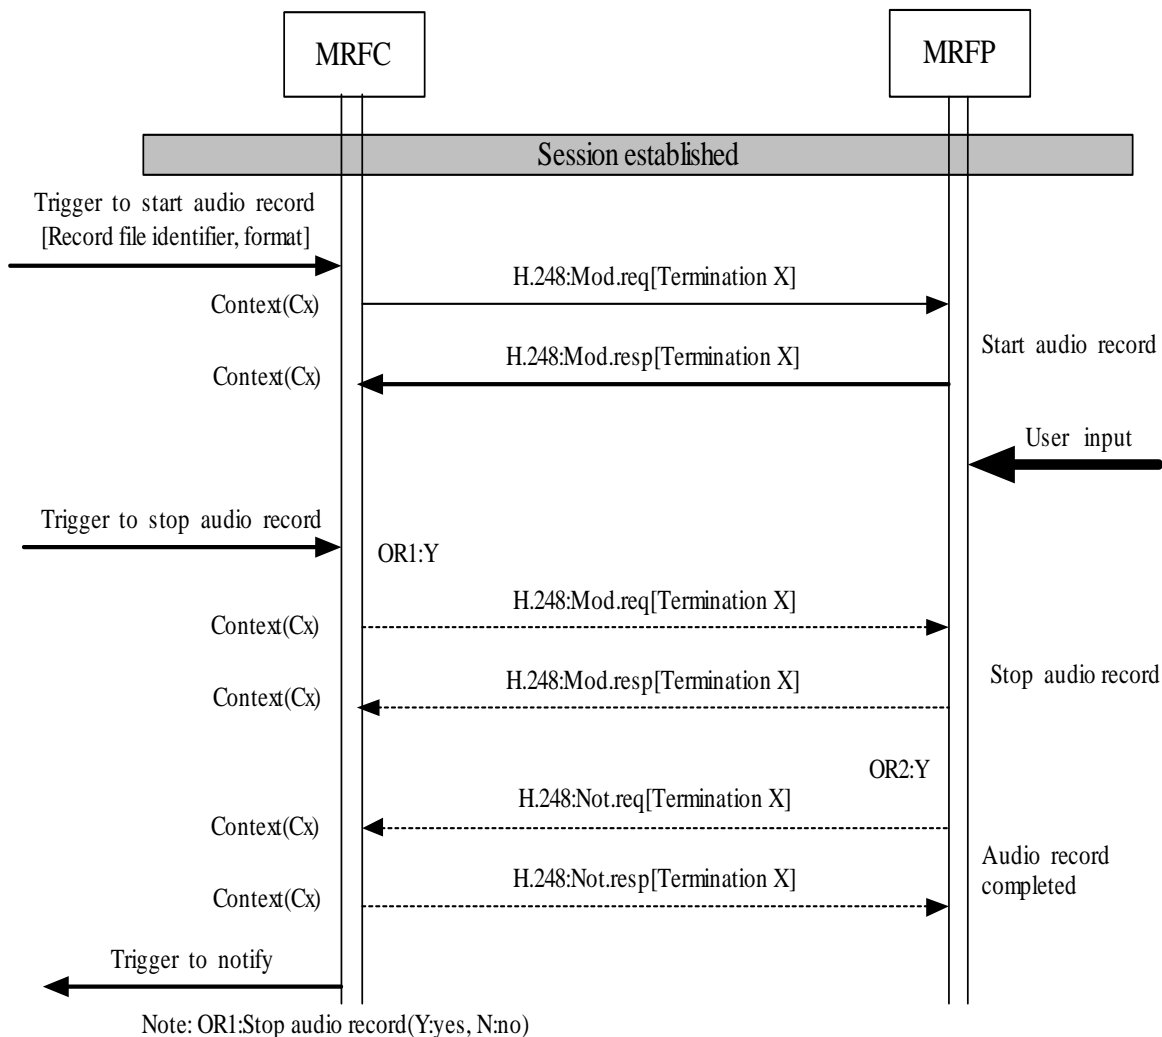 MRFC
MRFP
Session established
Trigger to start audio record
[Record file identifier, format]
H.248:Mod.req[Termination X]
Context(Cx)
Start audio record
H.248:Mod.resp[Termination X]
Context(Cx)
User input
Trigger to stop audio record
OR1:Y
H.248:Mod.req[Termination X]
Context(Cx)
Stop audio record
H.248:Mod.resp[Termination X]
Context(Cx)
OR2:Y
H.248:Not.req[Termination X]
Context(Cx)
Audio record
completed
H.248:Not.resp[Termination X]
Context(Cx)
Trigger to notify
Note: OR1:Stop audio record(Y:yes, N:no)